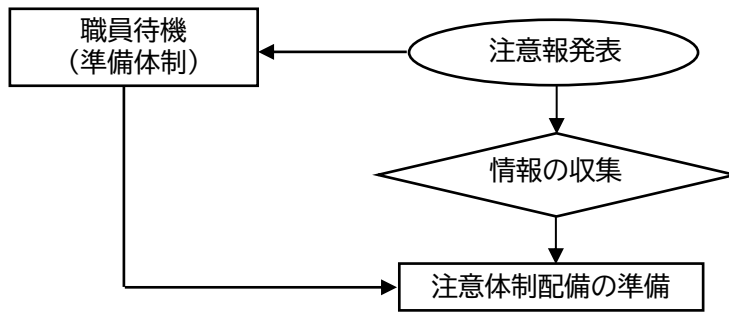 職員待機
（準備体制）
注意報発表
情報の収集
注意体制配備の準備